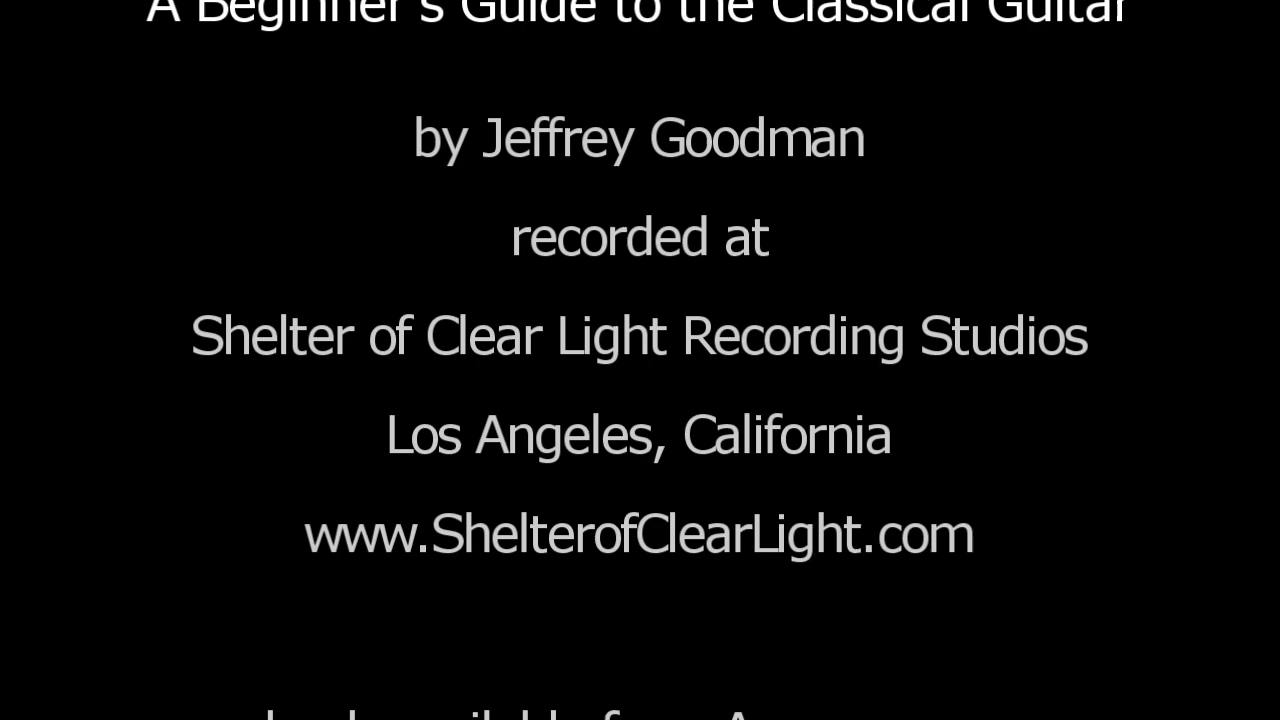 A Beginner's Guide to the Classical Guitar
by Jeffrey Goodman
recorded at
Shelter of Clear Light Recording Studios
Los Angeles, California
www.ShelterofClearLight.com